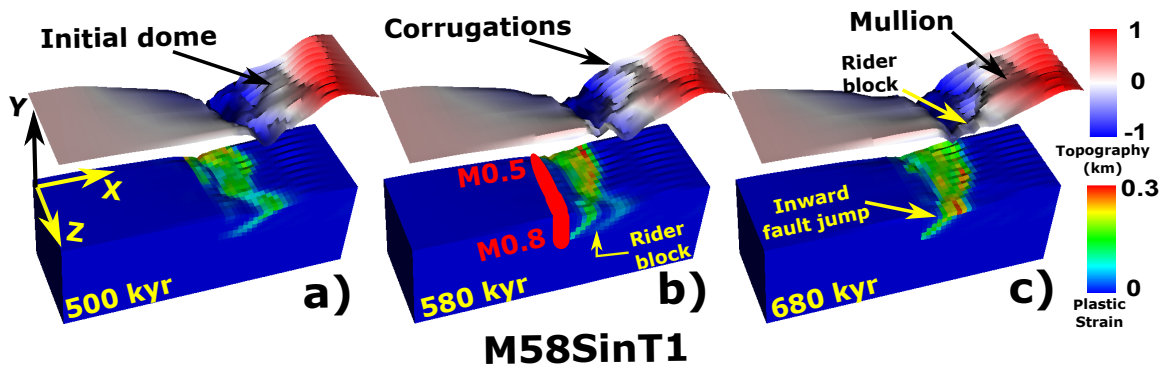 Initial dome
Y
X
Z
500 kyr
a)
Corrugations
M0.5
M0.8
Rider
block
580 kyr
b)
Mullion
Rider
block
Inward
fault jump
680 kyr
c)
1
0
-1
Topography
(km)
0.3
0
Plastic
Strain
M58SinT1